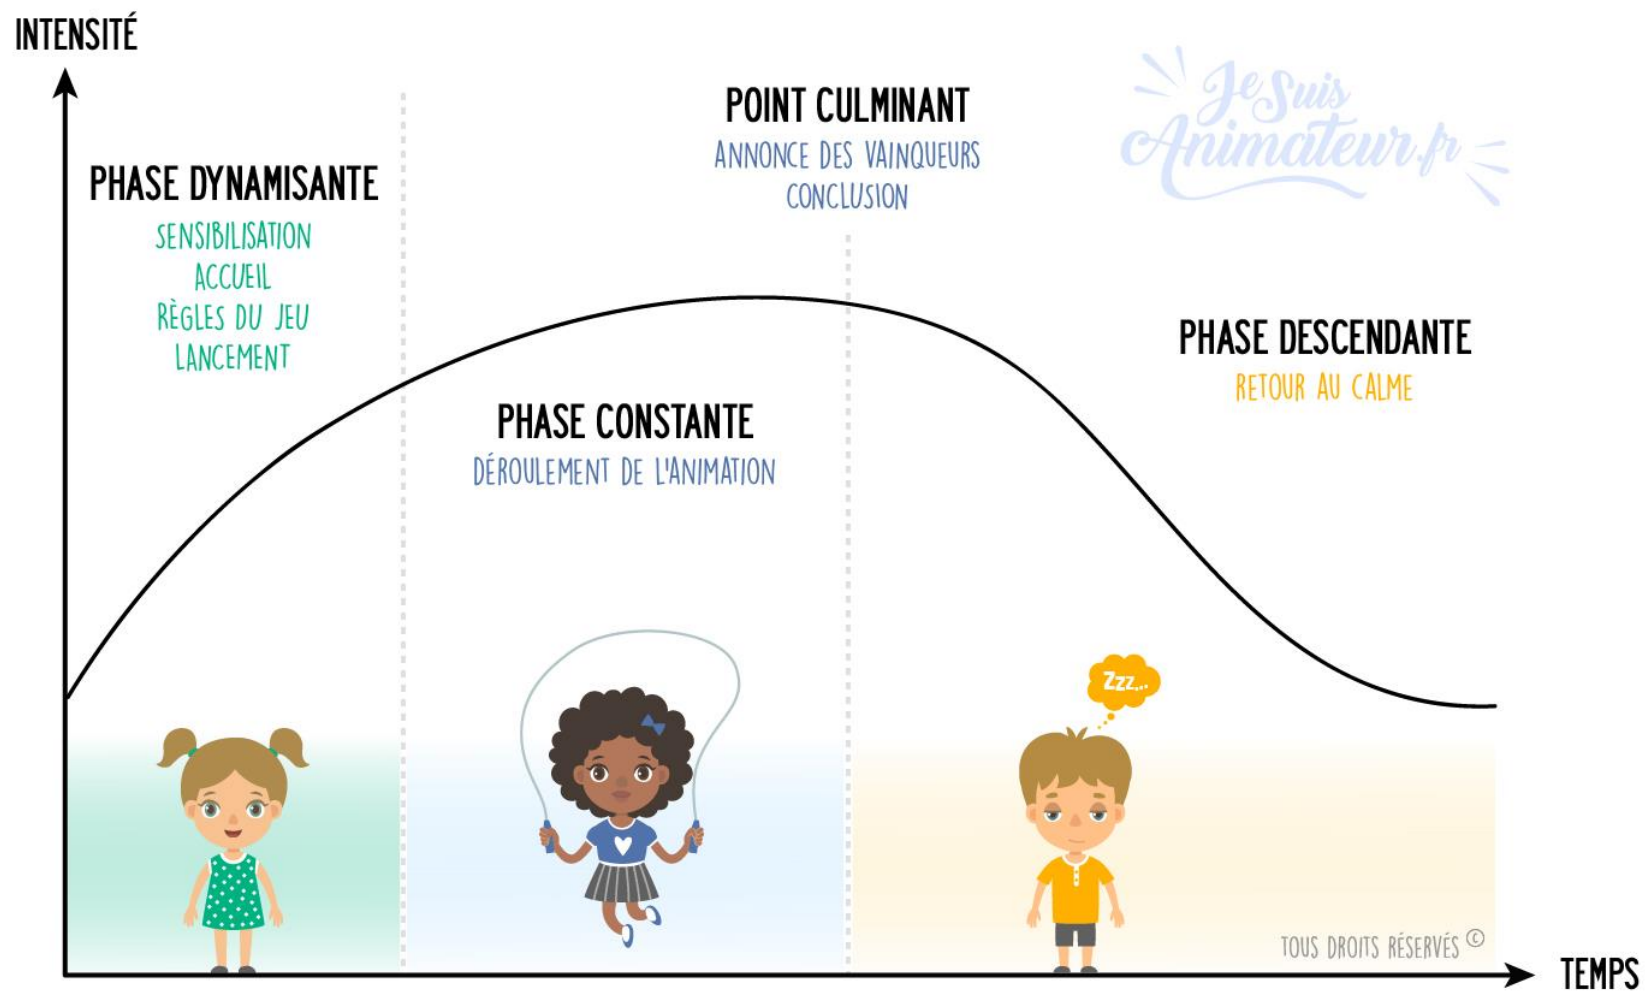 INTENSITÉ
PHASE DYNAMISANTE
SENSIBILISATION
ACCUEIL
RÈGLES DU JEU
LANCEMENT
POINT CULMINANT
ANNONCE DES VAINQUEURS
CONCLUSION
Je Suis
Animateur.fr
PHASE CONSTANTE
DÉROULEMENT DE L'ANIMATION
PHASE DESCENDANTE
RETOUR AU CALME
Zzz...
TOUS DROITS RÉSERVÉS ©
TEMPS